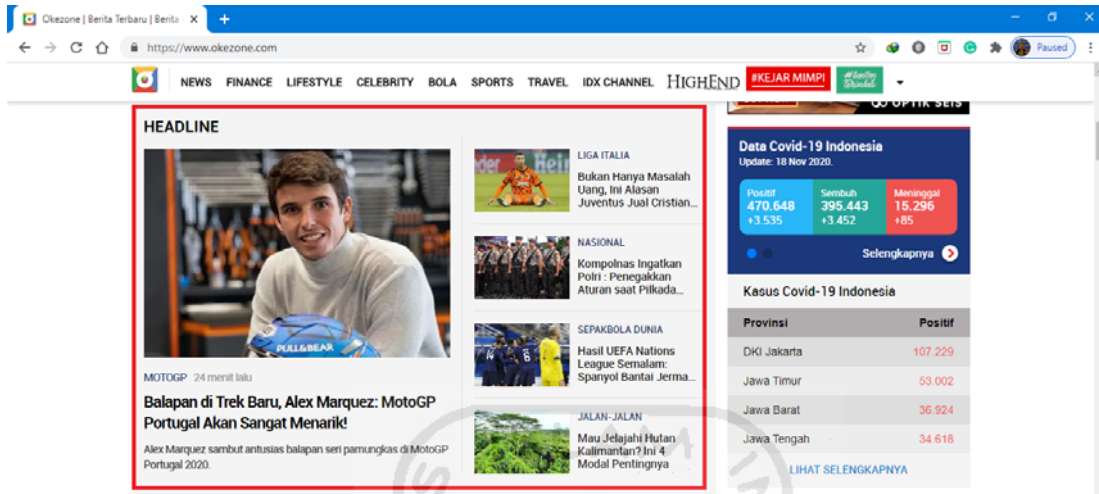 Okezone | Berita Terbaru | Berita
https://www.okezone.com
Paused
NEWS FINANCE LIFESTYLE CELEBRITY BOLA SPORTS TRAVEL IDX CHANNEL HIGHEND #KEJAR MIMPI
OPTIK SEIS
HEADLINE
PULL&BEAR
MOTOGP 24 menit lalu
Balapan di Trek Baru, Alex Marquez: MotoGP
Portugal Akan Sangat Menarik!
Alex Marquez sambut antusias balapan seri pamungkas di MotoGP
Portugal 2020.
LIGA ITALIA
Bukan Hanya Masalah
Uang, Ini Alasan
Juventus Jual Cristian...
NASIONAL
Kompolnas Ingatkan
Polri : Penegakkan
Aturan saat Pilkada...
SEPAKBOLA DUNIA
Hasil UEFA Nations
League Semalam:
Spanyol Bantai Jerma...
JALAN-JALAN
Mau Jelajahi Hutan
Kalimantan? Ini 4
Modal Pentingnya
Data Covid-19 Indonesia
Update: 18 Nov 2020.
Positif Sembuh Meninggal
470.648 395.443 15.296
+3.535 +3.452 +85
Selengkapnya
Kasus Covid-19 Indonesia
Provinsi Positif
DKI Jakarta 107.229
Jawa Timur 53.002
Jawa Barat 36.924
Jawa Tengah 34.618
LIHAT SELENGKAPNYA